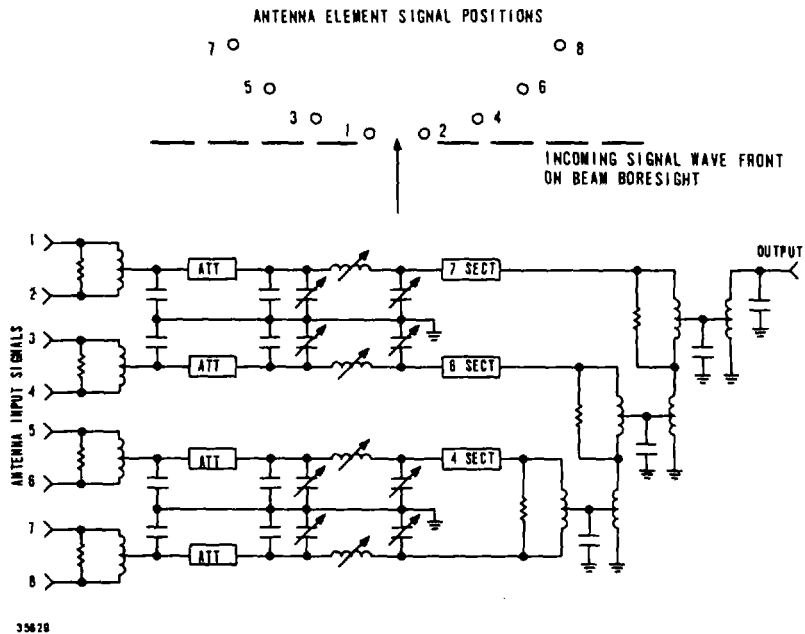 ANTENNA ELEMENT SIGNAL POSITIONS
7
8
5
6
3
4
1
2
INCOMING SIGNAL WAVE FRONT
ON BEAM BORESIGHT
ANTENNA INPUT SIGNALS
1
2
3
4
5
6
7
8
ATT
7 SECT
OUTPUT
ATT
6 SECT
ATT
4 SECT
ATT
35628